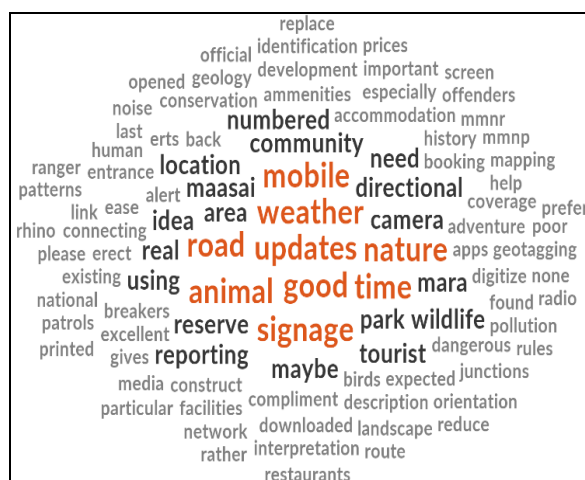 replace
official identification prices
opened geology development important screen
noise conservation ammenities especially offenders
last numbered accommodation mmnr
human erts back community history mmnp
ranger entrance location mobile need booking mapping
patterns alert maasai directional help
link ease idea area weather camera coverage prefer
rhino connecting road updates nature adventure poor
please erect real apps geotagging
existing using animal good time mara digitize none
national found radio
patrols breakers reserve signage park wildlife pollution
printed excellent dangerous rules
gives reporting maybe tourist junctions
media construct birds expected
particular facilities compliment description orientation
network downloaded landscape reduce
rather interpretation route
restaurants